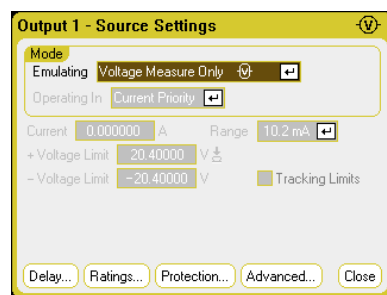 Output 1 - Source Settings
Mode
Emulating Voltage Measure Only
Operating In Current Priority
Current 0.000000 A Range 10.2 mA
+ Voltage Limit 20.40000 V
- Voltage Limit -20.40000 V Tracking Limits
Delay... Ratings... Protection... Advanced... Close